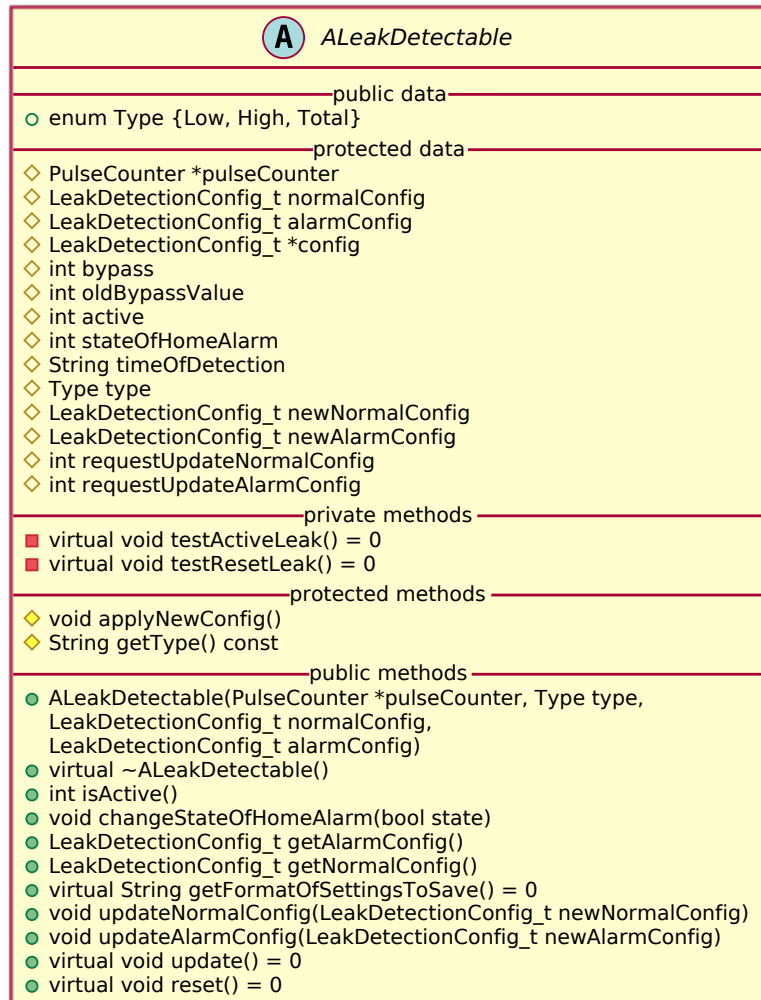 A ALeakDetectable
public data
enum Type {Low, High, Total}
protected data
PulseCounter *pulseCounter
LeakDetectionConfig_t normalConfig
LeakDetectionConfig_t alarmConfig
LeakDetectionConfig_t *config
int bypass
int oldBypassValue
int active
int stateOfHomeAlarm
String timeOfDetection
Type type
LeakDetectionConfig_t newNormalConfig
LeakDetectionConfig_t newAlarmConfig
int requestUpdateNormalConfig
int requestUpdateAlarmConfig
private methods
virtual void testActiveLeak() = 0
virtual void testResetLeak() = 0
protected methods
void applyNewConfig()
String getType() const
public methods
ALeakDetectable(PulseCounter *pulseCounter, Type type,
LeakDetectionConfig_t normalConfig,
LeakDetectionConfig_t alarmConfig)
virtual ~ALeakDetectable()
int isActive()
void changeStateOfHomeAlarm(bool state)
LeakDetectionConfig_t getAlarmConfig()
LeakDetectionConfig_t getNormalConfig()
virtual String getFormatOfSettingsToSave() = 0
void updateNormalConfig(LeakDetectionConfig_t newNormalConfig)
void updateAlarmConfig(LeakDetectionConfig_t newAlarmConfig)
virtual void update() = 0
virtual void reset() = 0